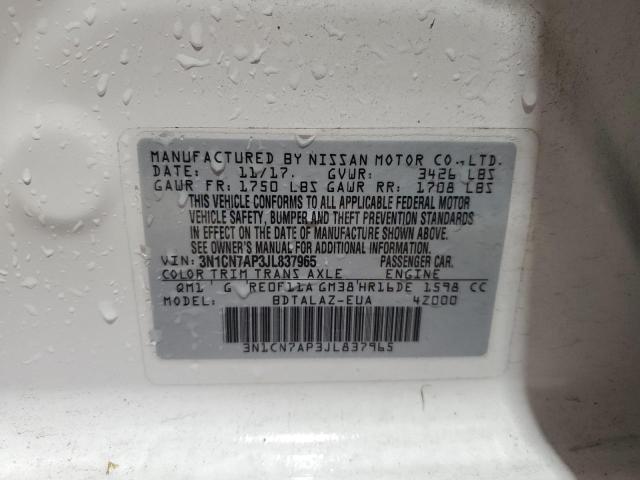 MANUFACTURED BY NISSAN MOTOR CO., LTD.
DATE: 11/17. GVWR: 3426 LBS
GAWR FR: 1750 LBS GAWR RR: 1708 LBS
THIS VEHICLE CONFORMS TO ALL APPLICABLE FEDERAL MOTOR
VEHICLE SAFETY, BUMPER AND THEFT PREVENTION STANDARDS
IN EFFECT ON THE DATE OF MANUFACTURE SHOWN ABOVE.
SEE OWNER'S MANUAL FOR ADDITIONAL INFORMATION.
VIN: 3N1CN7AP3JL837965 PASSENGER CAR.
COLOR TRIM TRANS AXLE ENGINE
QM1 G RE0F11A GM38 HR16DE 1598 CC
MODEL: BDTALAZ-EUA 4Z000
3N1CN7AP3JL837965